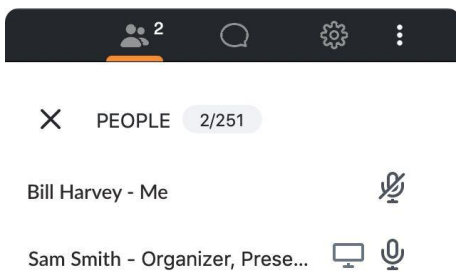 2
PEOPLE 2/251
Bill Harvey - Me
Sam Smith - Organizer, Prese...